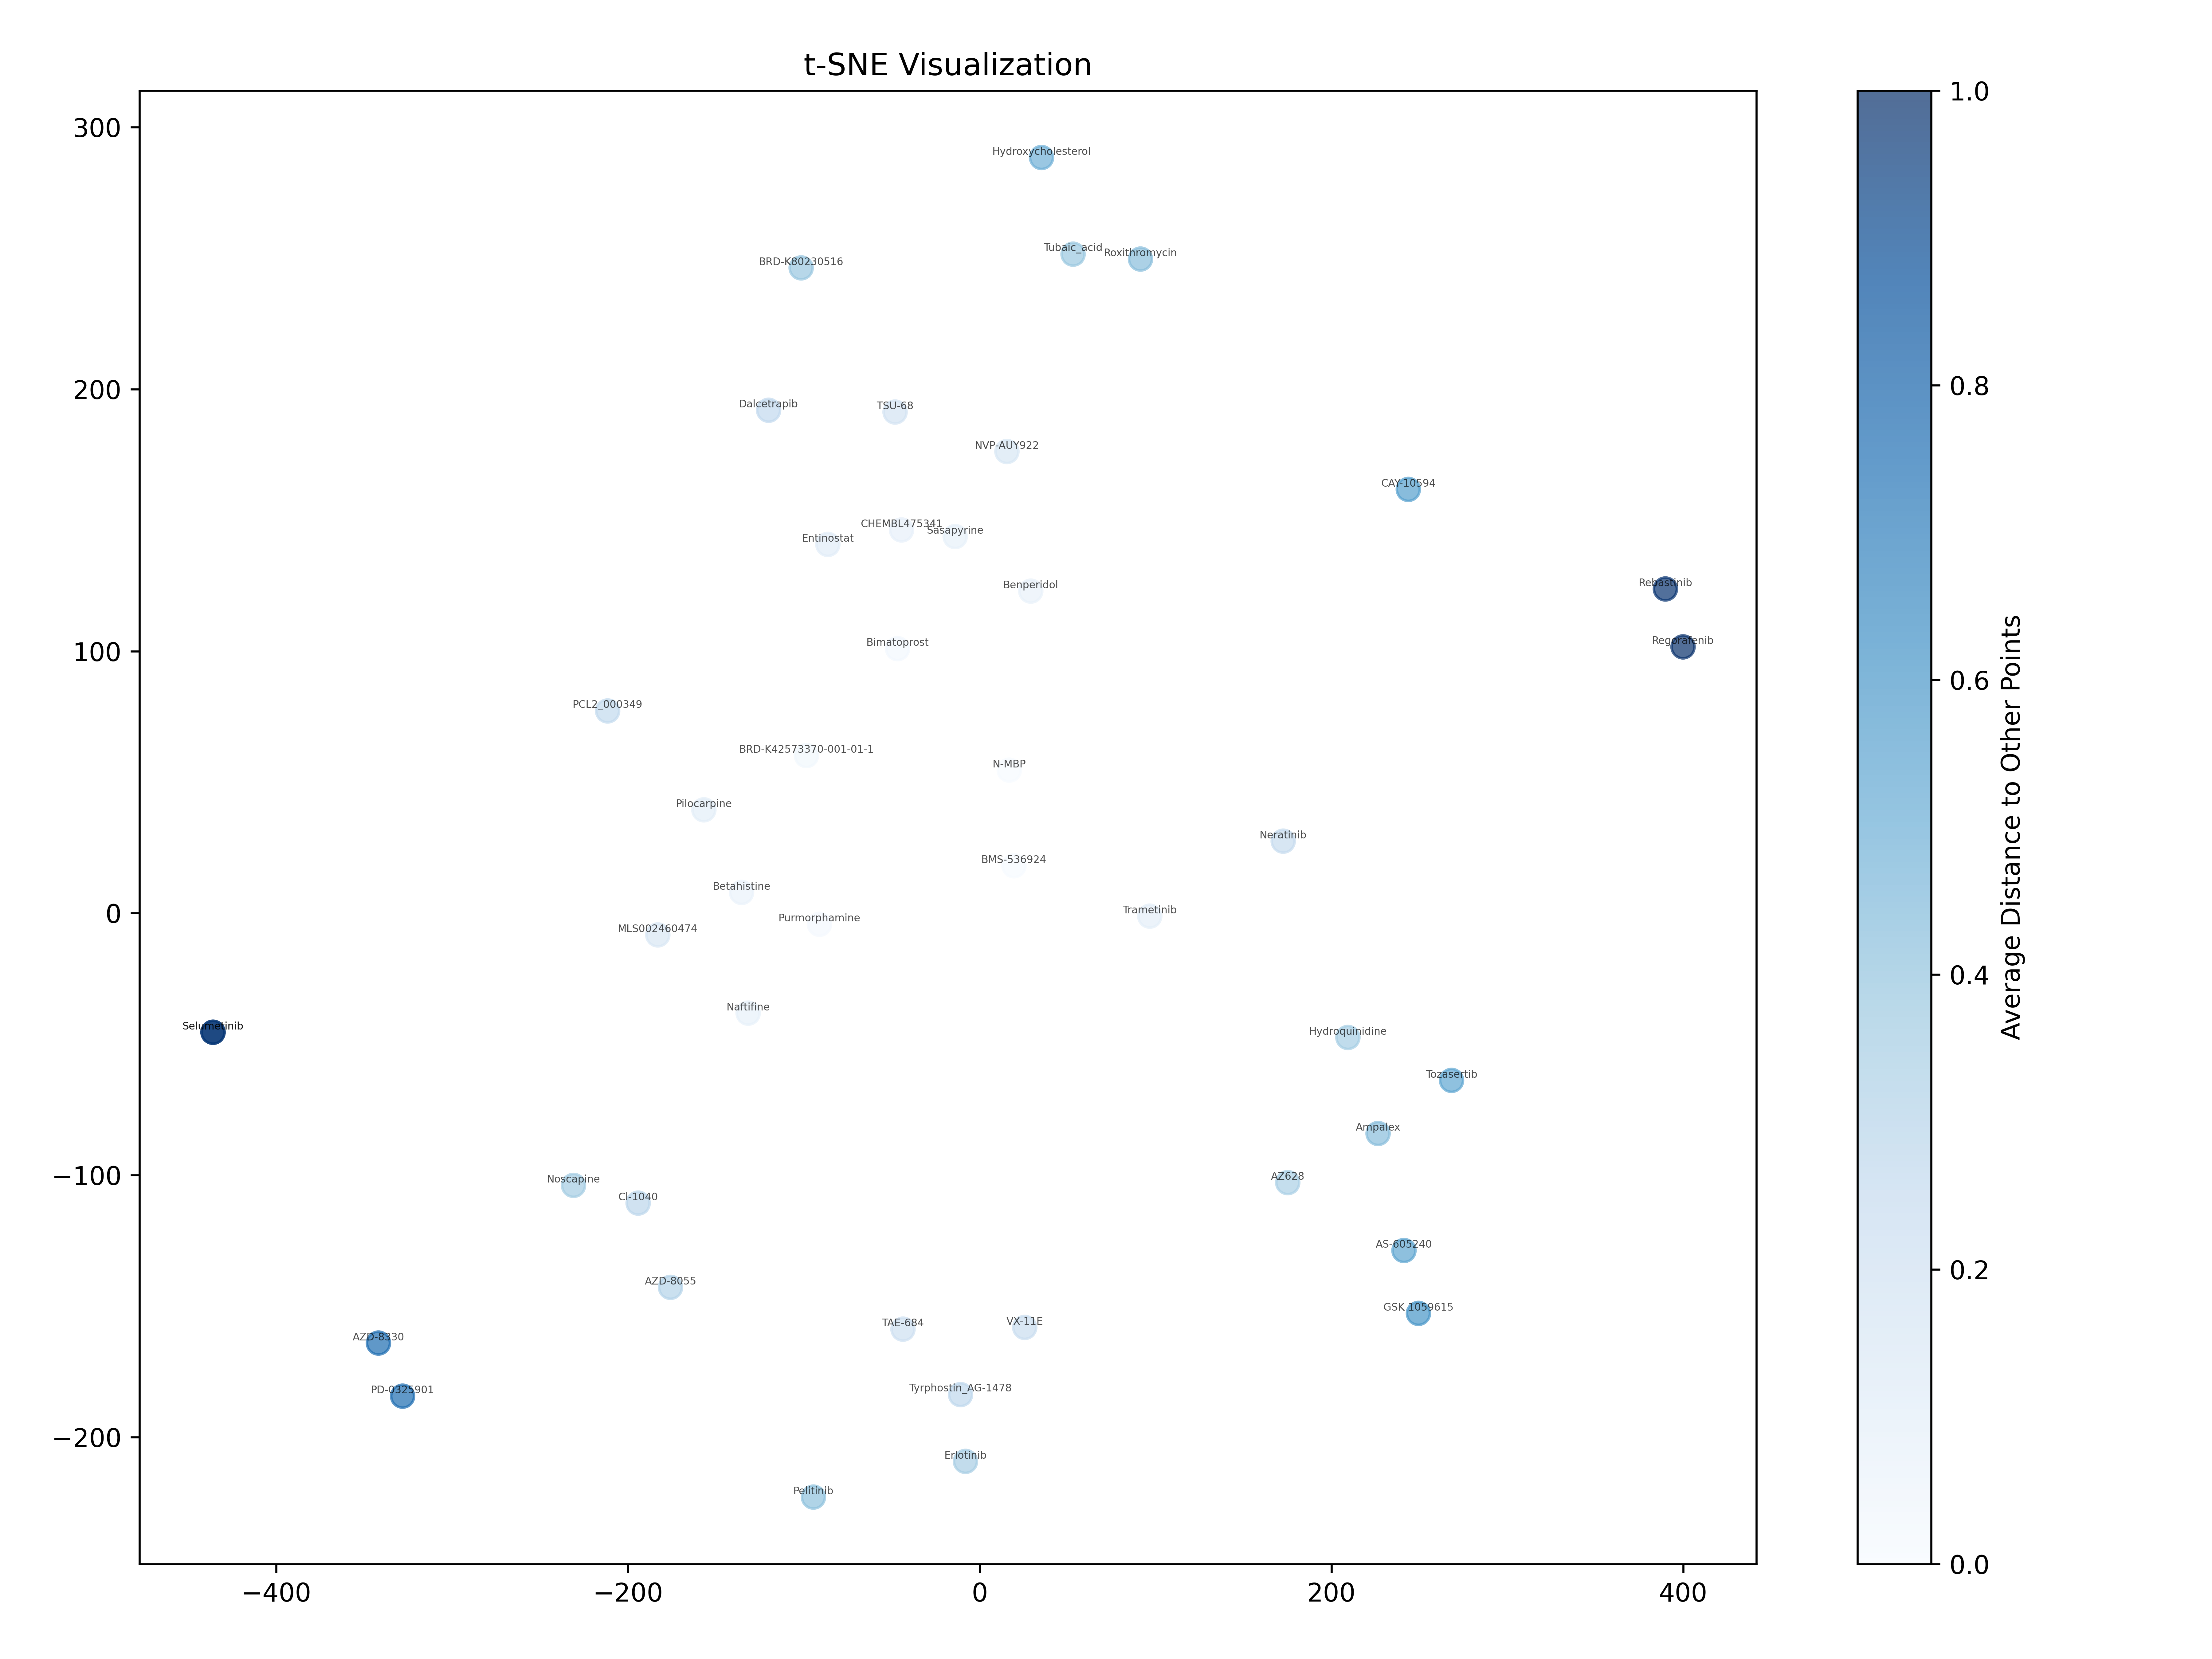 t-SNE Visualization
300
200
100
0
−100
−200
−400
−200
0
200
400
Hydroxycholesterol
Tubaic_acid
Roxithromycin
BRD-K80230516
Dalcetrapib
TSU-68
NVP-AUY922
CAY-10594
CHEMBL475341
Sasapyrine
Entinostat
Rebastinib
Benperidol
Regorafenib
Bimatoprost
PCL2_000349
BRD-K42573370-001-01-1
N-MBP
Pilocarpine
Neratinib
BMS-536924
Betahistine
Trametinib
Purmorphamine
MLS002460474
Naftifine
Selumetinib
Hydroquinidine
Tozasertib
Ampalex
AZ628
Noscapine
CI-1040
AS-605240
AZD-8055
GSK 1059615
VX-11E
TAE-684
AZD-8330
PD-0325901
Tyrphostin_AG-1478
Erlotinib
Pelitinib
1.0
0.8
0.6
0.4
0.2
0.0
Average Distance to Other Points